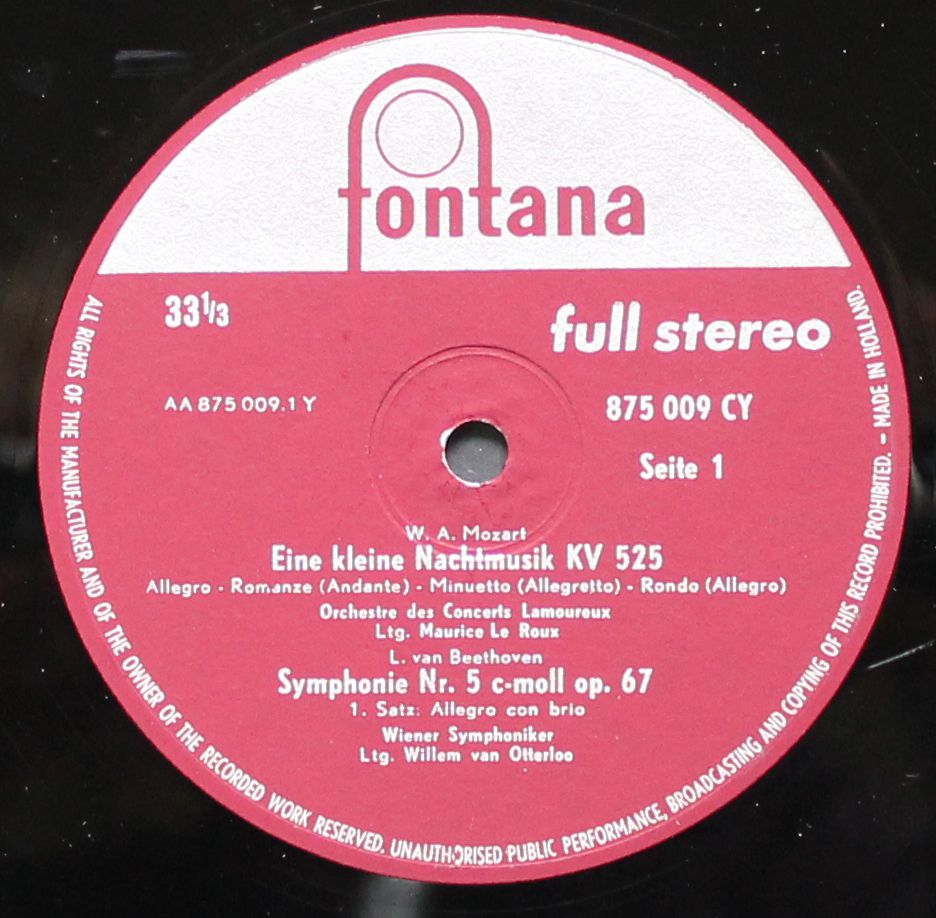 fontana
33 1/3
full stereo
AA 875 009.1 Y
875 009 CY
Seite 1
W. A. Mozart
Eine kleine Nachtmusik KV 525
Allegro - Romanze (Andante) - Minuetto (Allegretto) - Rondo (Allegro)
Orchestre des Concerts Lamoureux
Ltg. Maurice Le Roux
L. van Beethoven
Symphonie Nr. 5 c-moll op. 67
1. Satz: Allegro con brio
Wiener Symphoniker
Ltg. Willem van Otterloo
ALL RIGHTS OF THE MANUFACTURER AND OF THE OWNER OF THE RECORDED WORK RESERVED. UNAUTHORISED PUBLIC PERFORMANCE, BROADCASTING AND COPYING OF THIS RECORD PROHIBITED. - MADE IN HOLLAND.